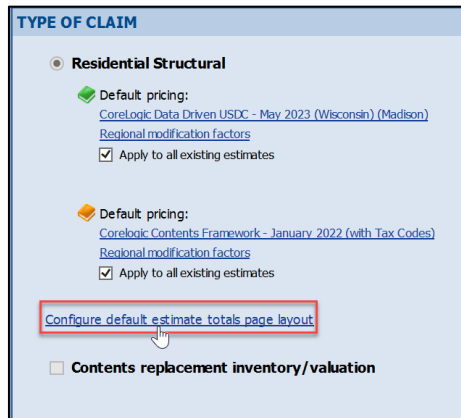 TYPE OF CLAIM
Residential Structural
Default pricing:
CoreLogic Data Driven USDC - May 2023 (Wisconsin) (Madison)
Regional modification factors
Apply to all existing estimates
Default pricing:
Corelogic Contents Framework - January 2022 (with Tax Codes)
Regional modification factors
Apply to all existing estimates
Configure default estimate totals page layout
Contents replacement inventory/valuation